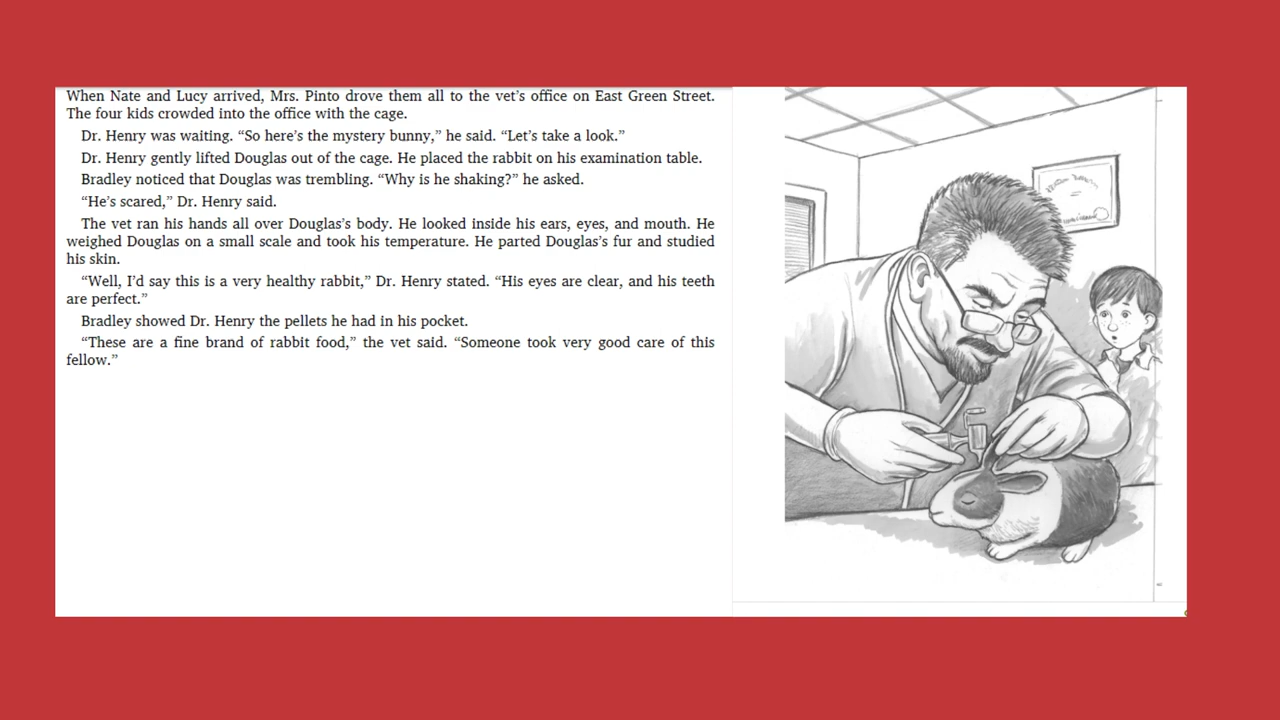 When Nate and Lucy arrived, Mrs. Pinto drove them all to the vet’s office on East Green Street.
The four kids crowded into the office with the cage.
Dr. Henry was waiting. “So here’s the mystery bunny,” he said. “Let’s take a look.”
Dr. Henry gently lifted Douglas out of the cage. He placed the rabbit on his examination table.
Bradley noticed that Douglas was trembling. “Why is he shaking?” he asked.
“He’s scared,” Dr. Henry said.
The vet ran his hands all over Douglas’s body. He looked inside his ears, eyes, and mouth. He
weighed Douglas on a small scale and took his temperature. He parted Douglas’s fur and studied
his skin.
“Well, I’d say this is a very healthy rabbit,” Dr. Henry stated. “His eyes are clear, and his teeth
are perfect.”
Bradley showed Dr. Henry the pellets he had in his pocket.
“These are a fine brand of rabbit food,” the vet said. “Someone took very good care of this
fellow.”